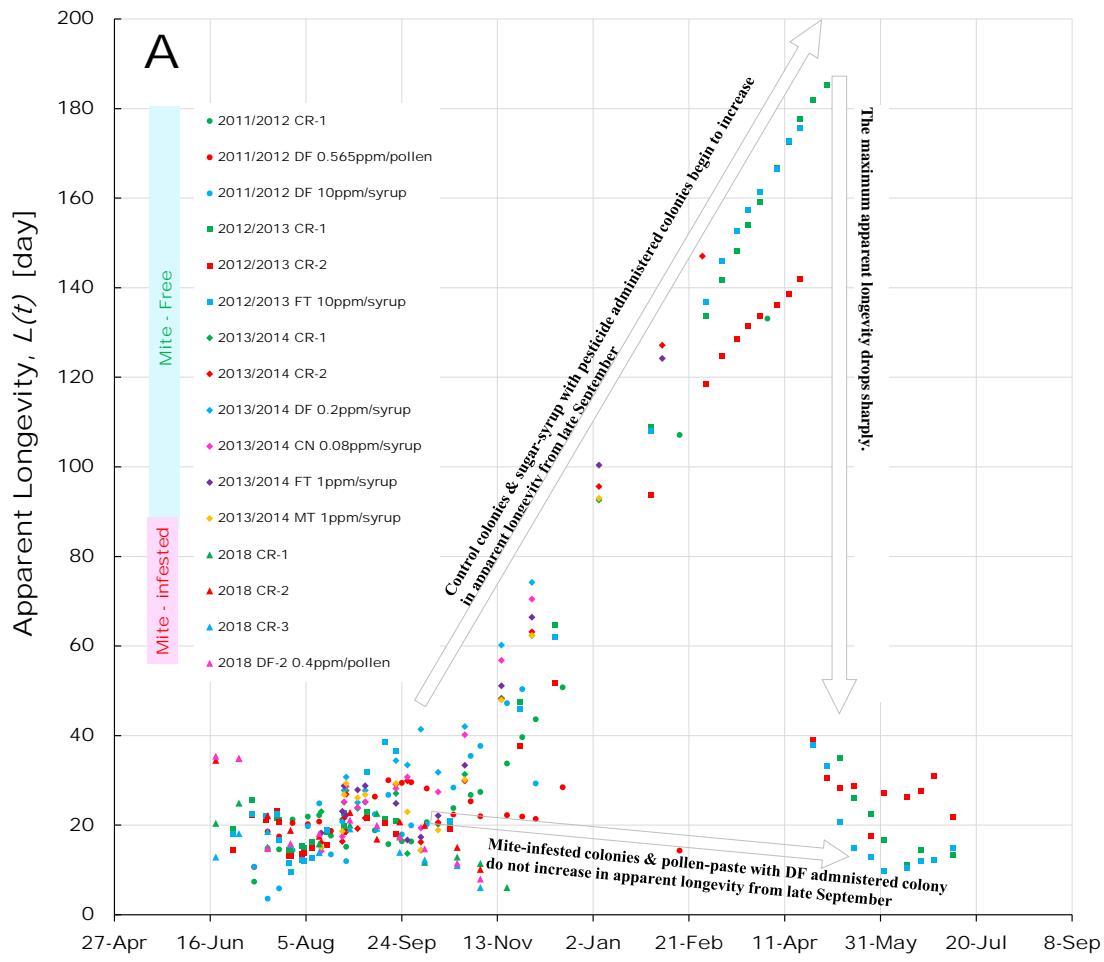 A
Apparent Longevity, L(t) [day]
200
180
160
140
120
100
80
60
40
20
0
Mite - Free
Mite - infested
2011/2012 CR-1
2011/2012 DF 0.565ppm/pollen
2011/2012 DF 10ppm/syrup
2012/2013 CR-1
2012/2013 CR-2
2012/2013 FT 10ppm/syrup
2013/2014 CR-1
2013/2014 CR-2
2013/2014 DF 0.2ppm/syrup
2013/2014 CN 0.08ppm/syrup
2013/2014 FT 1ppm/syrup
2013/2014 MT 1ppm/syrup
2018 CR-1
2018 CR-2
2018 CR-3
2018 DF-2 0.4ppm/pollen
Control colonies & sugar-syrup with pesticide administered colonies begin to increase
in apparent longevity from late September
The maximum apparent longevity drops sharply.
Mite-infested colonies & pollen-paste with DF admnistered colony
do not increase in apparent longevity from late September
27-Apr
16-Jun
5-Aug
24-Sep
13-Nov
2-Jan
21-Feb
11-Apr
31-May
20-Jul
8-Sep